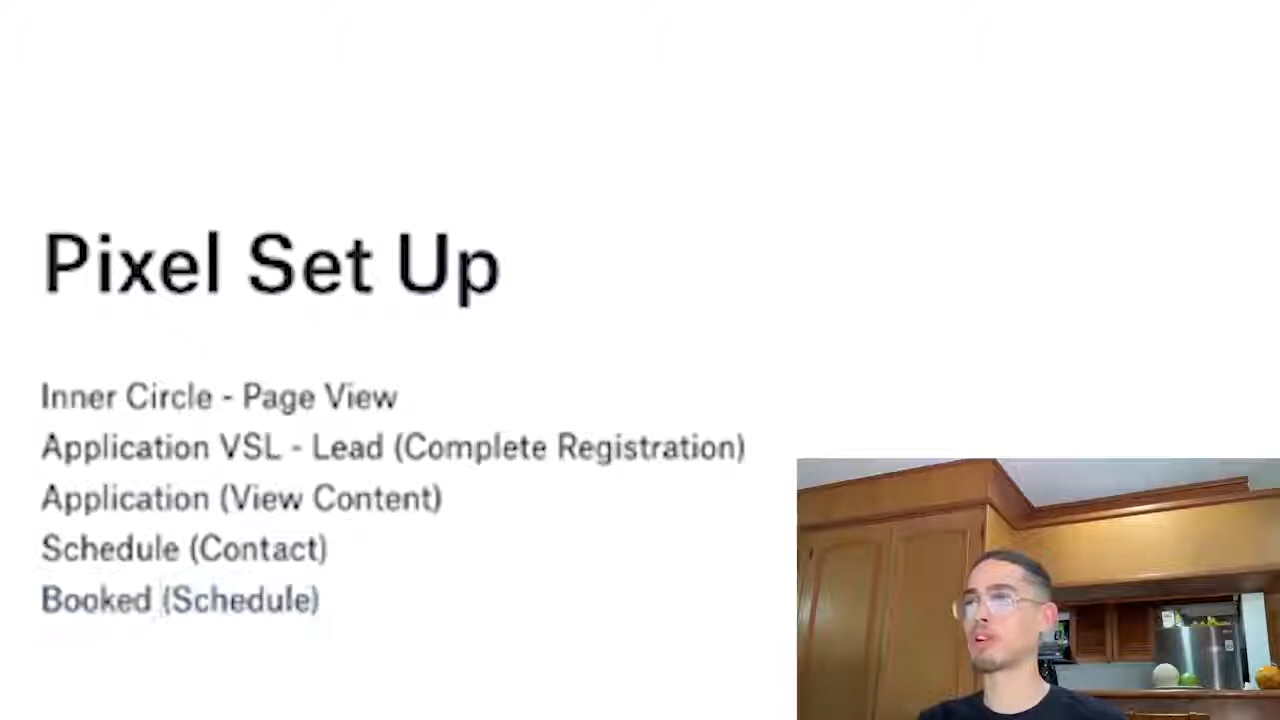 Pixel Set Up
Inner Circle - Page View
Application VSL - Lead (Complete Registration)
Application (View Content)
Schedule (Contact)
Booked (Schedule)